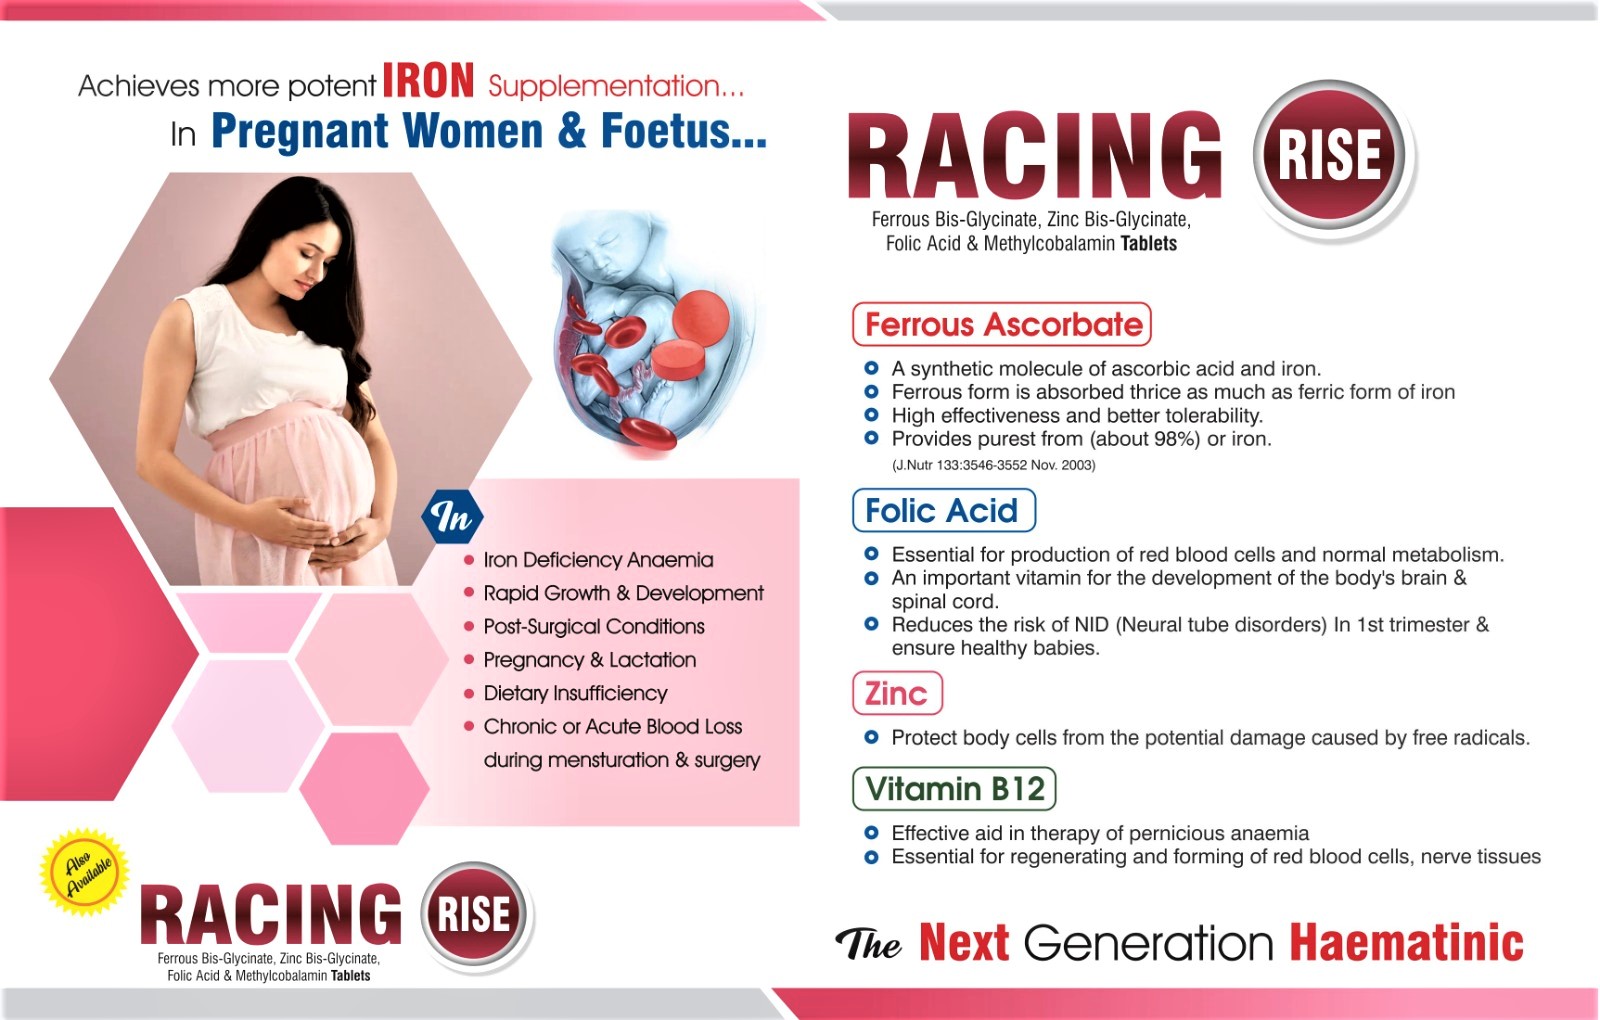 Achieves more potent IRON Supplementation...
In Pregnant Women & Foetus...
In
Iron Deficiency Anaemia
Rapid Growth & Development
Post-Surgical Conditions
Pregnancy & Lactation
Dietary Insufficiency
Chronic or Acute Blood Loss
during mensturation & surgery
Also
Available
RACING RISE
Ferrous Bis-Glycinate, Zinc Bis-Glycinate,
Folic Acid & Methylcobalamin Tablets
RACING RISE
Ferrous Bis-Glycinate, Zinc Bis-Glycinate,
Folic Acid & Methylcobalamin Tablets
Ferrous Ascorbate
A synthetic molecule of ascorbic acid and iron.
Ferrous form is absorbed thrice as much as ferric form of iron
High effectiveness and better tolerability.
Provides purest from (about 98%) or iron.
(J.Nutr 133:3546-3552 Nov. 2003)
Folic Acid
Essential for production of red blood cells and normal metabolism.
An important vitamin for the development of the body's brain &
spinal cord.
Reduces the risk of NID (Neural tube disorders) In 1st trimester &
ensure healthy babies.
Zinc
Protect body cells from the potential damage caused by free radicals.
Vitamin B12
Effective aid in therapy of pernicious anaemia
Essential for regenerating and forming of red blood cells, nerve tissues
The Next Generation Haematinic